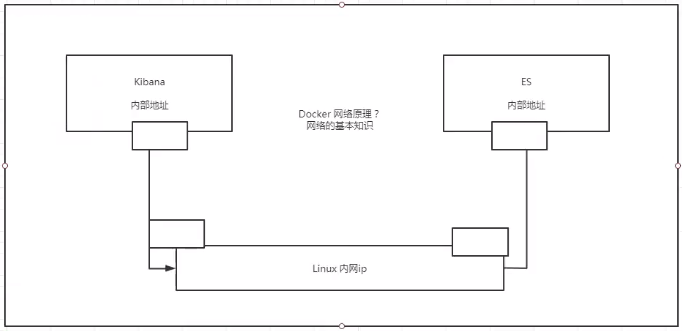 Kibana
内部地址
Docker 网络原理？
网络的基本知识
ES
内部地址
Linux 内网ip